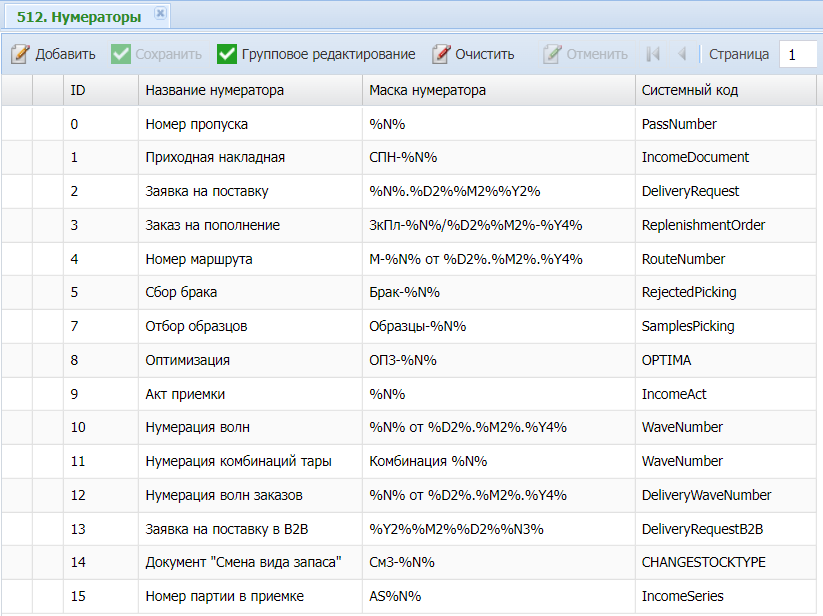 512. Нумераторы
Добавить Сохранить Групповое редактирование Очистить Отменить Страница 1
ID Название нумератора Маска нумератора Системный код
0 Номер пропуска %N% PassNumber
1 Приходная накладная СПН-%N% IncomeDocument
2 Заявка на поставку %N%.%D2%%M2%%Y2% DeliveryRequest
3 Заказ на пополнение ЗкПл-%N%/%D2%%M2%-%Y4% ReplenishmentOrder
4 Номер маршрута М-%N% от %D2%.%M2%.%Y4% RouteNumber
5 Сбор брака Брак-%N% RejectedPicking
7 Отбор образцов Образцы-%N% SamplesPicking
8 Оптимизация ОПЗ-%N% OPTIMA
9 Акт приемки %N% IncomeAct
10 Нумерация волн %N% от %D2%.%M2%.%Y4% WaveNumber
11 Нумерация комбинаций тары Комбинация %N% WaveNumber
12 Нумерация волн заказов %N% от %D2%.%M2%.%Y4% DeliveryWaveNumber
13 Заявка на поставку в B2B %Y2%%M2%%D2%%N3% DeliveryRequestB2B
14 Документ "Смена вида запаса" СмЗ-%N% CHANGESTOCKTYPE
15 Номер партии в приемке AS%N% IncomeSeries